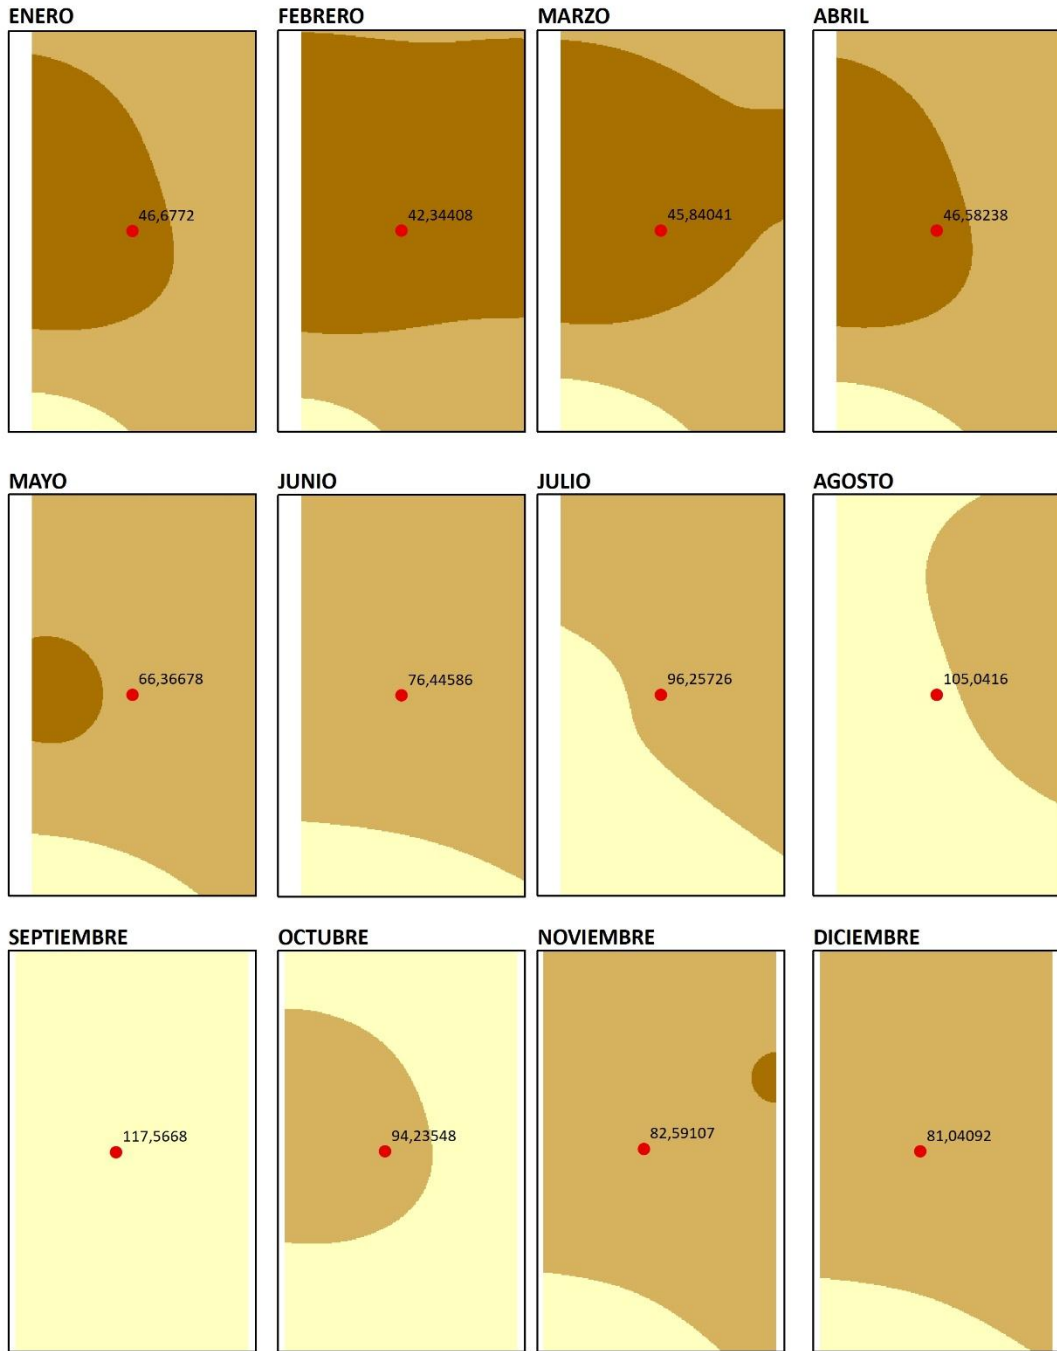 ENERO
46,6772
FEBRERO
42,34408
MARZO
45,84041
ABRIL
46,58238
MAYO
66,36678
JUNIO
76,44586
JULIO
96,25726
AGOSTO
105,0416
SEPTIEMBRE
117,5668
OCTUBRE
94,23548
NOVIEMBRE
82,59107
DICIEMBRE
81,04092